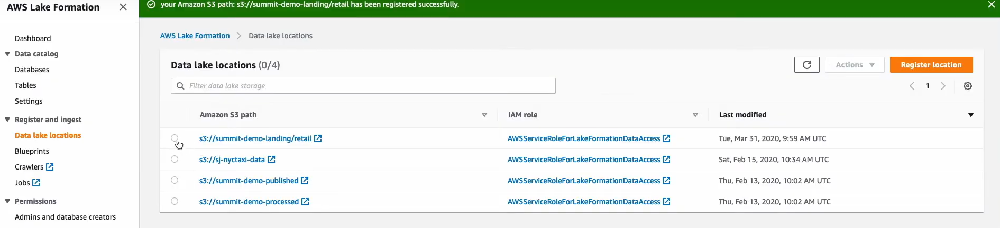 AWS Lake Formation
your Amazon S3 path: s3://summit-demo-landing/retail has been registered successfully.
Dashboard
Data catalog
Databases
Tables
Settings
Register and ingest
Data lake locations
Blueprints
Crawlers
Jobs
Permissions
Admins and database creators
AWS Lake Formation > Data lake locations
Data lake locations (0/4)
Actions
Register location
Filter data lake storage
1
Amazon S3 path IAM role Last modified
s3://summit-demo-landing/retail AWSServiceRoleForLakeFormationDataAccess Tue, Mar 31, 2020, 9:59 AM UTC
s3://sj-nyctaxi-data AWSServiceRoleForLakeFormationDataAccess Sat, Feb 15, 2020, 10:34 AM UTC
s3://summit-demo-published AWSServiceRoleForLakeFormationDataAccess Thu, Feb 13, 2020, 10:02 AM UTC
s3://summit-demo-processed AWSServiceRoleForLakeFormationDataAccess Thu, Feb 13, 2020, 10:02 AM UTC